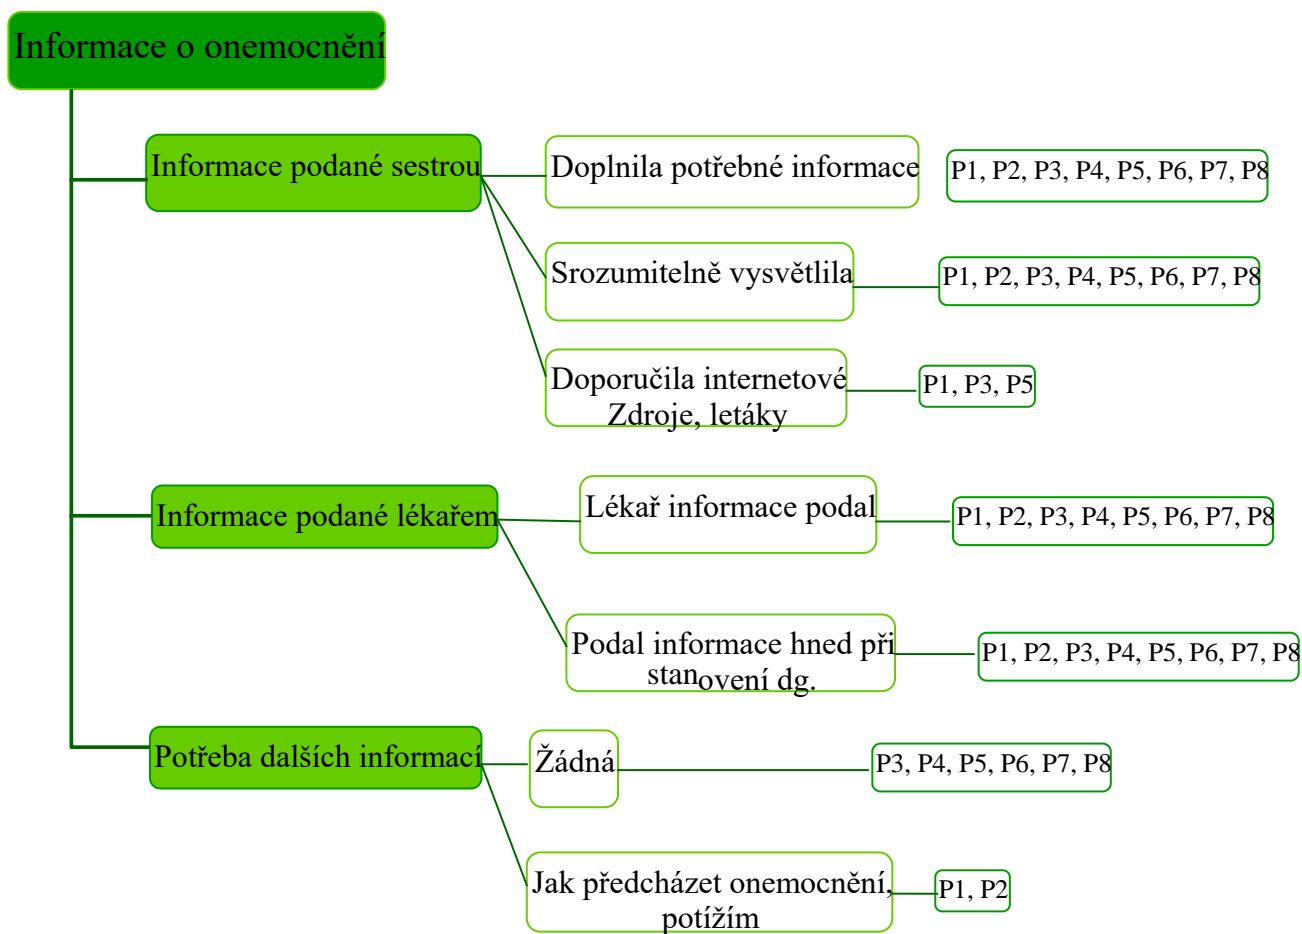 Informace o onemocnění
Informace podané sestrou
Doplnila potřebné informace
P1, P2, P3, P4, P5, P6, P7, P8
Srozumitelně vysvětlila
P1, P2, P3, P4, P5, P6, P7, P8
Doporučila internetové
Zdroje, letáky
P1, P3, P5
Informace podané lékařem
Lékař informace podal
P1, P2, P3, P4, P5, P6, P7, P8
Podal informace hned při
stanovení dg.
P1, P2, P3, P4, P5, P6, P7, P8
Potřeba dalších informací
Žádná
P3, P4, P5, P6, P7, P8
Jak předcházet onemocnění,
potížím
P1, P2